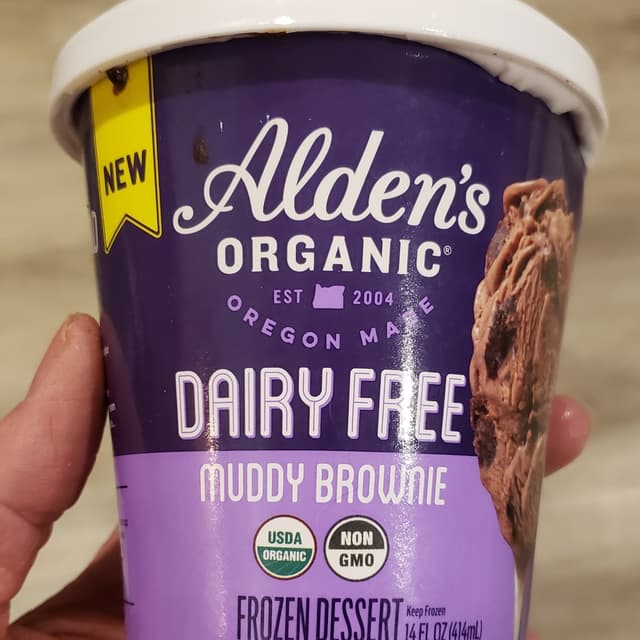 NEW
Alden's
ORGANIC®
EST 2004
OREGON MADE
DAIRY FREE
MUDDY BROWNIE
USDA
ORGANIC
NON
GMO
FROZEN DESSERT
Keep Frozen
14 FL OZ (414mL)